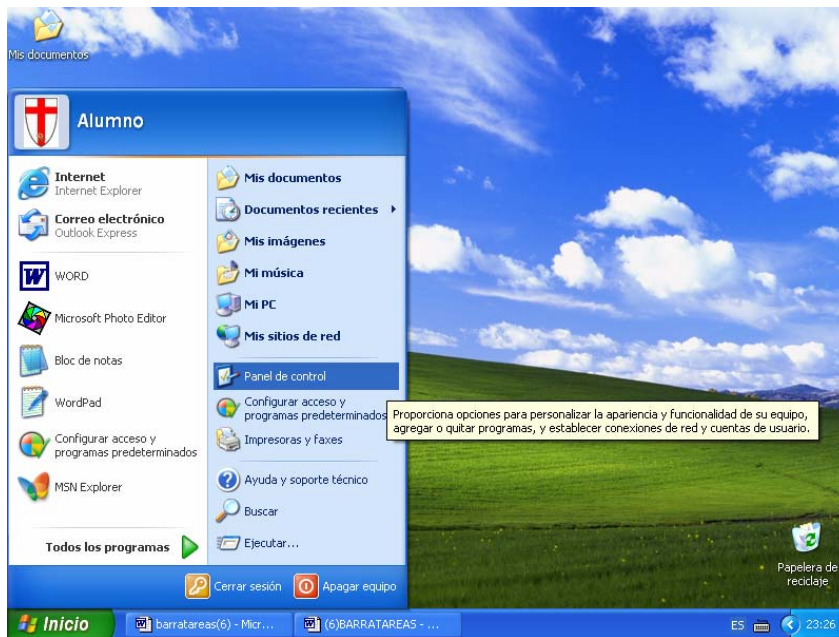 Mis documentos
Alumno
Internet
Internet Explorer
Correo electrónico
Outlook Express
WORD
Microsoft Photo Editor
Bloc de notas
WordPad
Configurar acceso y
programas predeterminados
MSN Explorer
Todos los programas
Mis documentos
Documentos recientes
Mis imágenes
Mi música
Mi PC
Mis sitios de red
Panel de control
Configurar acceso y
programas predeterminados
Impresoras y faxes
Ayuda y soporte técnico
Buscar
Ejecutar...
Proporciona opciones para personalizar la apariencia y funcionalidad de su equipo,
agregar o quitar programas, y establecer conexiones de red y cuentas de usuario.
Papelera de
reciclaje
Cerrar sesión
Apagar equipo
Inicio
barratareas(6) - Micr...
(6)BARRATAREAS - ...
ES
23:26